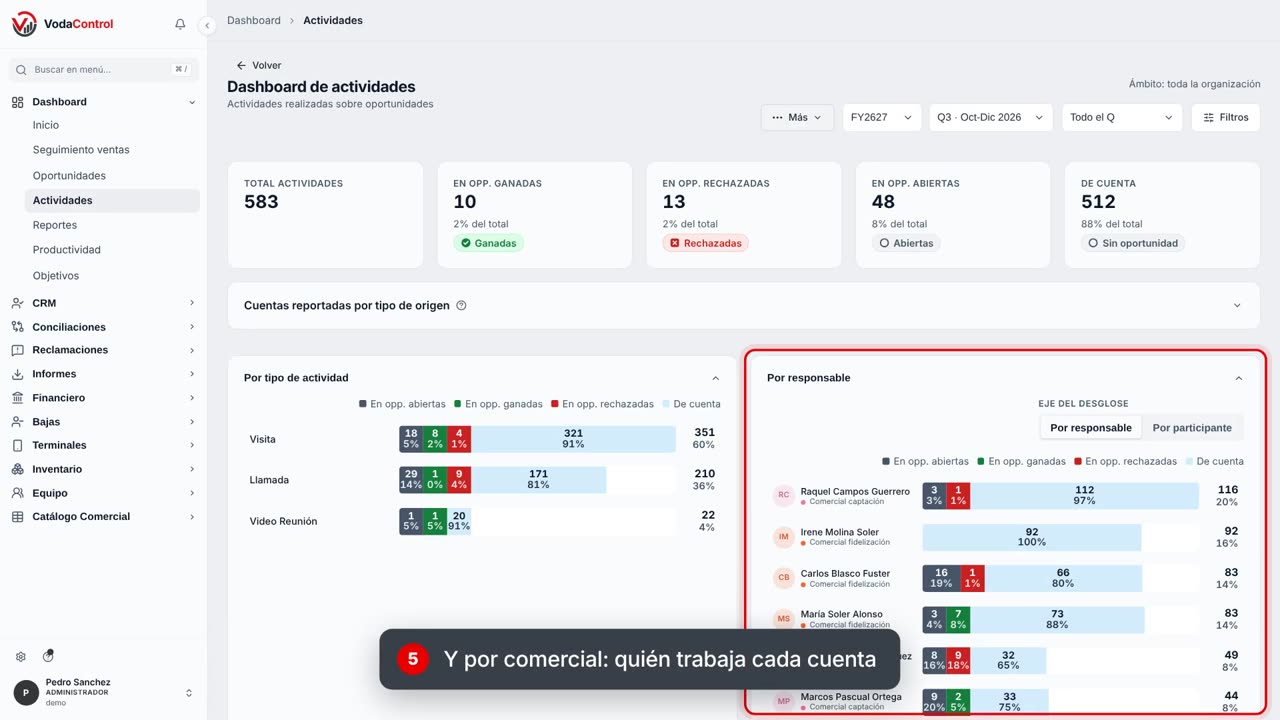 VodaControl
Buscar en menú...
⌘ /
Dashboard
Inicio
Seguimiento ventas
Oportunidades
Actividades
Reportes
Productividad
Objetivos
CRM
Conciliaciones
Reclamaciones
Informes
Financiero
Bajas
Terminales
Inventario
Equipo
Catálogo Comercial
P
Pedro Sanchez
ADMINISTRADOR
demo
Dashboard > Actividades
← Volver
Dashboard de actividades
Actividades realizadas sobre oportunidades
Ámbito: toda la organización
··· Más
FY2627
Q3 · Oct-Dic 2026
Todo el Q
Filtros
TOTAL ACTIVIDADES
583
EN OPP. GANADAS
10
2% del total
Ganadas
EN OPP. RECHAZADAS
13
2% del total
Rechazadas
EN OPP. ABIERTAS
48
8% del total
Abiertas
DE CUENTA
512
88% del total
Sin oportunidad
Cuentas reportadas por tipo de origen
Por tipo de actividad
En opp. abiertas En opp. ganadas En opp. rechazadas De cuenta
Visita
18 8 4 321 351
5% 2% 1% 91% 60%
Llamada
29 1 9 171 210
14% 0% 4% 81% 36%
Video Reunión
1 1 20 22
5% 5% 91% 4%
Por responsable
EJE DEL DESGLOSE
Por responsable Por participante
En opp. abiertas En opp. ganadas En opp. rechazadas De cuenta
RC
Raquel Campos Guerrero
Comercial captación
3 1 112 116
3% 1% 97% 20%
IM
Irene Molina Soler
Comercial fidelización
92 92
100% 16%
CB
Carlos Blasco Fuster
Comercial fidelización
16 1 66 83
19% 1% 80% 14%
MS
María Soler Alonso
Comercial fidelización
3 7 73 83
4% 8% 88% 14%
8 9 32 49
16% 18% 65% 8%
MP
Marcos Pascual Ortega
Comercial captación
9 2 33 44
20% 5% 75% 8%
5 Y por comercial: quién trabaja cada cuenta